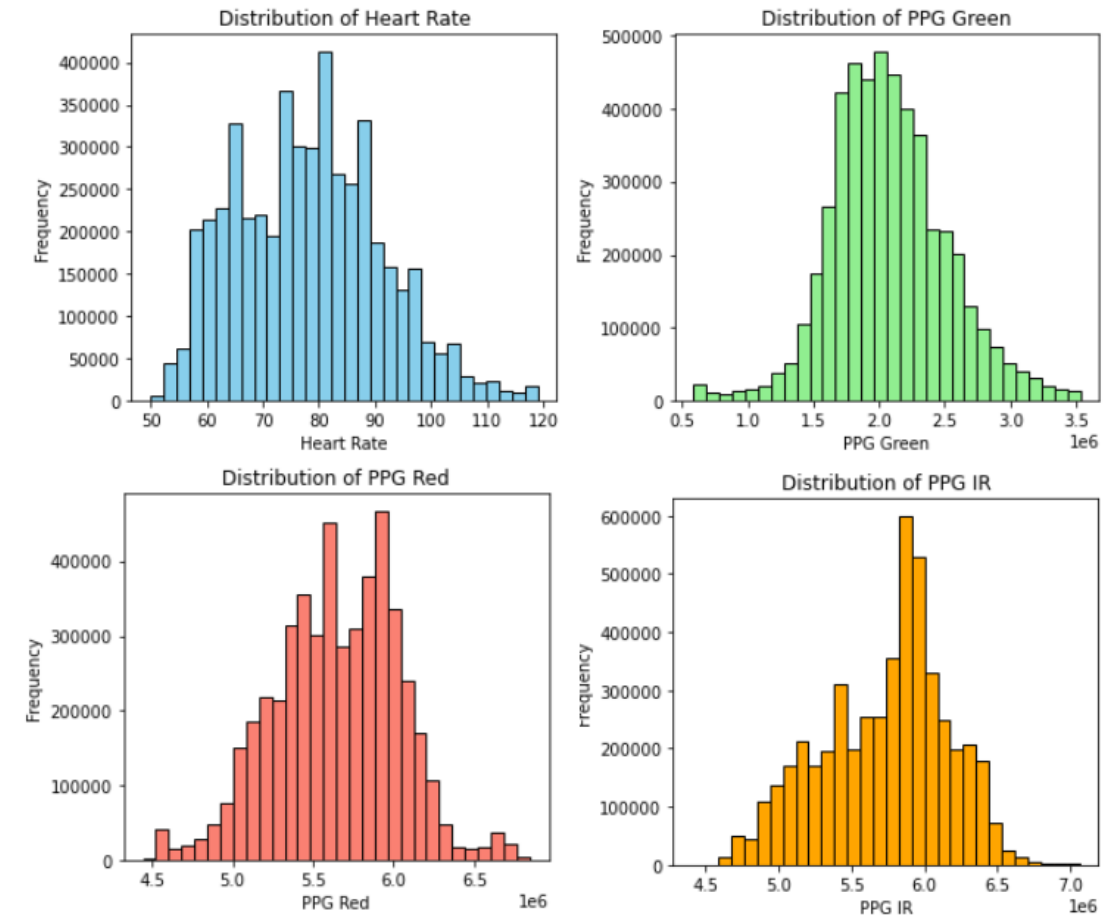 Distribution of Heart Rate
400000
350000
300000
250000
200000
150000
100000
50000
0
Frequency
50 60 70 80 90 100 110 120
Heart Rate
Distribution of PPG Green
500000
400000
300000
200000
100000
0
Frequency
0.5 1.0 1.5 2.0 2.5 3.0 3.5
1e6
PPG Green
Distribution of PPG Red
400000
300000
200000
100000
0
Frequency
4.5 5.0 5.5 6.0 6.5
1e6
PPG Red
Distribution of PPG IR
600000
500000
400000
300000
200000
100000
0
Frequency
4.5 5.0 5.5 6.0 6.5 7.0
1e6
PPG IR